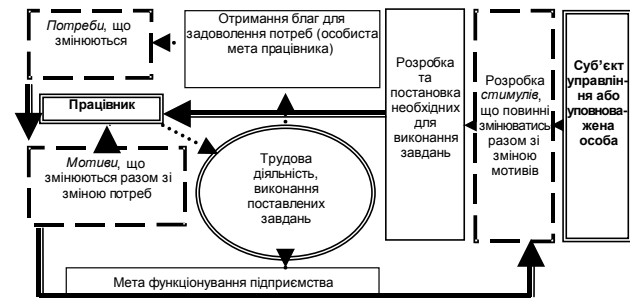 Потреби, що
змінюються
Отримання благ для
задоволення потреб (особиста
мета працівника)
Працівник
Мотиви, що
змінюються разом зі
зміною потреб
Трудова
діяльність,
виконання
поставлених
завдань
Мета функціонування підприємства
Розробка
та
постановка
необхідних
для
виконання
завдань
Розробка
стимулів,
що повинні
змінюватись
разом зі
зміною
мотивів
Суб’єкт
управлін-
ня або
уповнова-
жена
особа